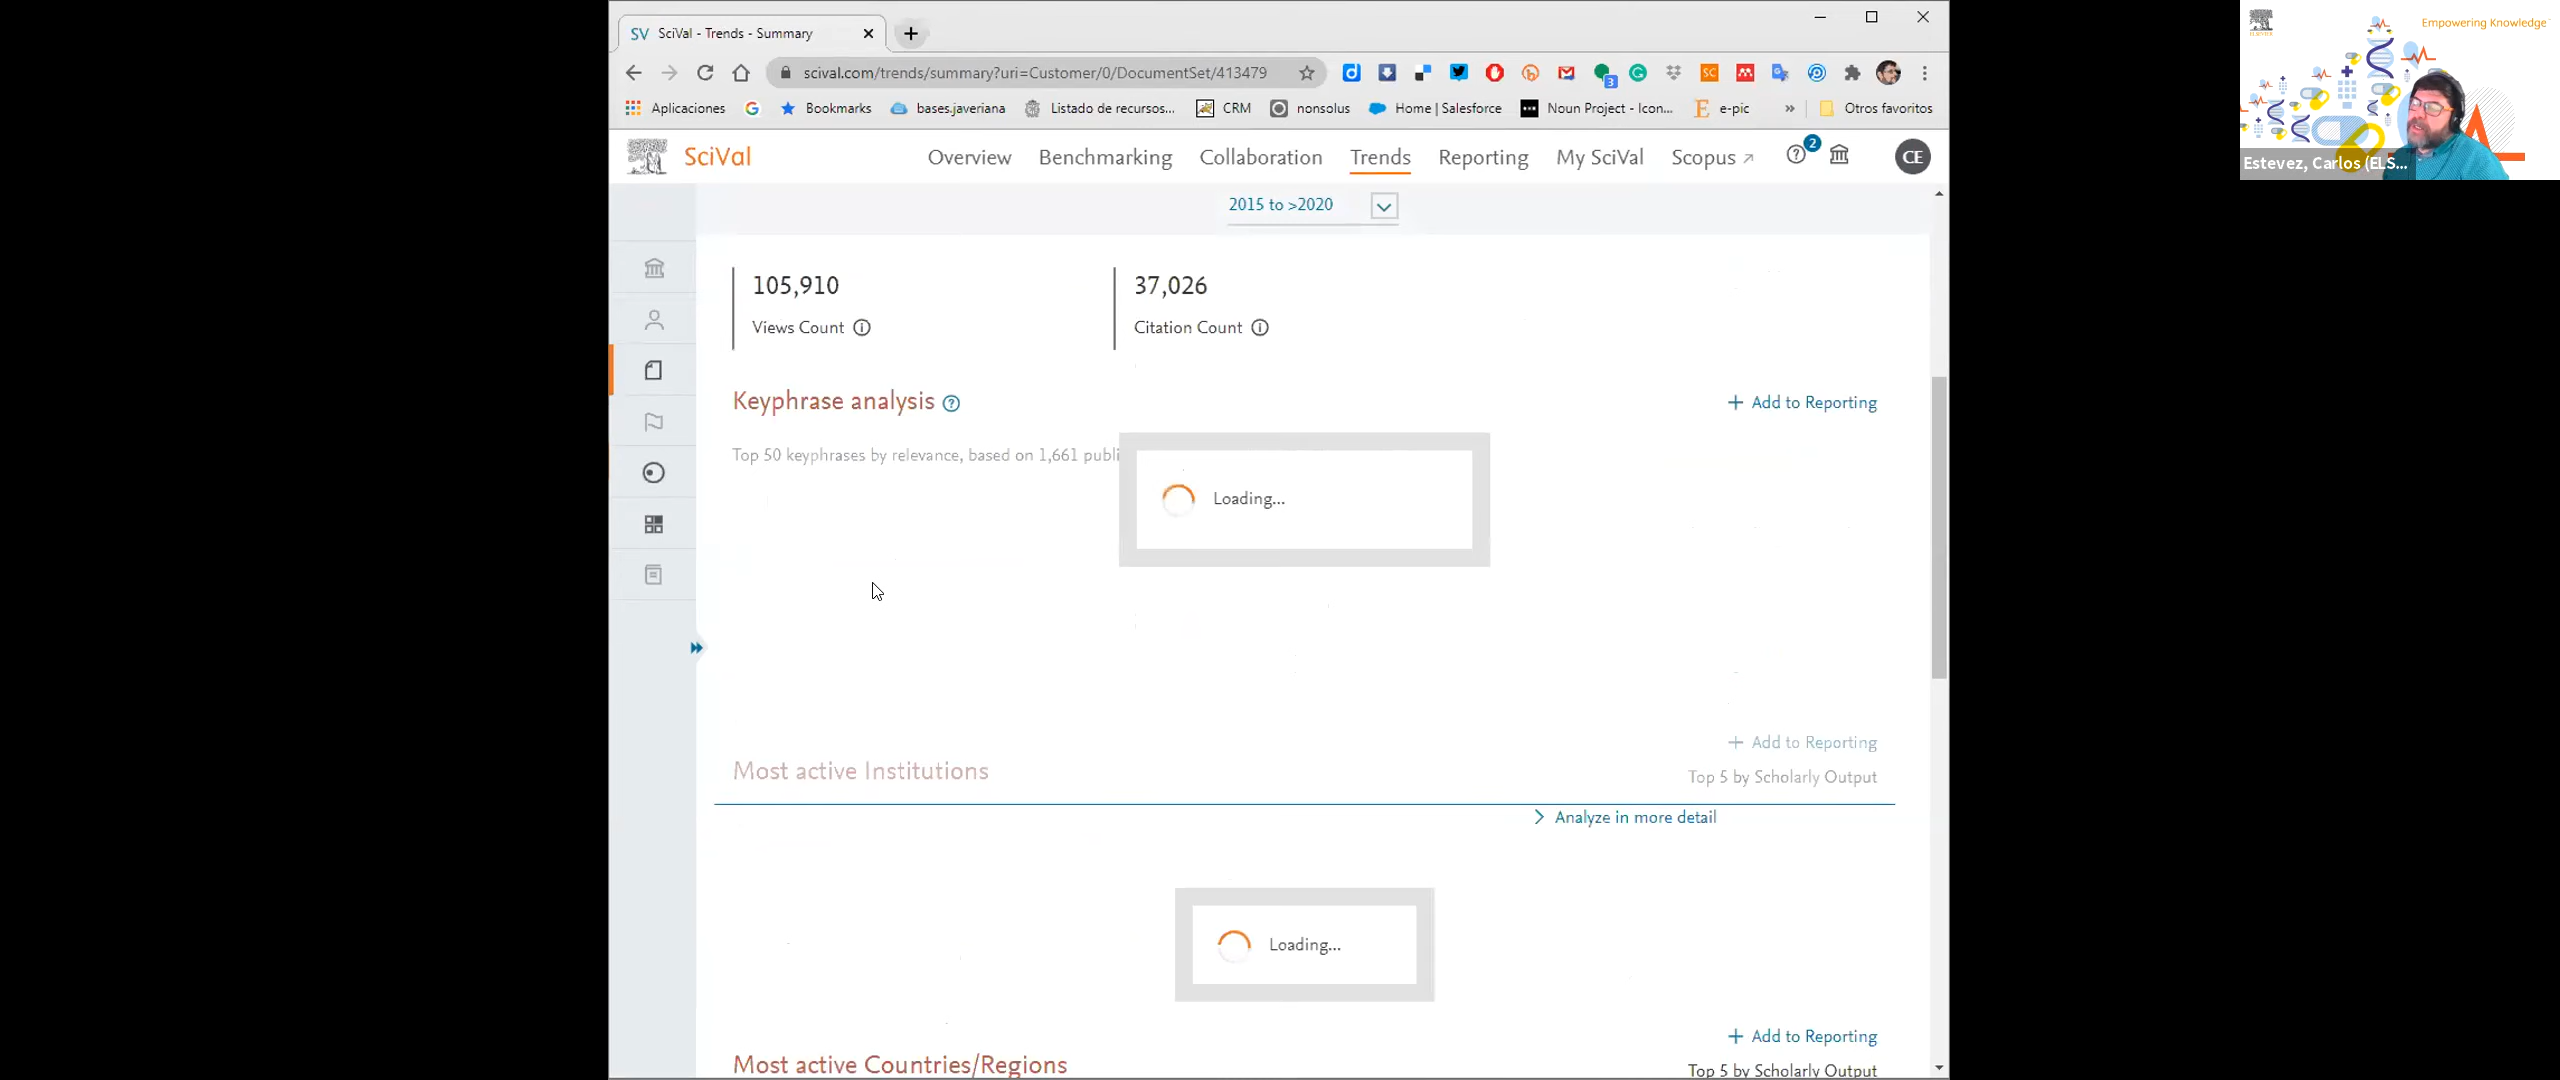 SV SciVal - Trends - Summary
scival.com/trends/summary?uri=Customer/0/DocumentSet/413479
3
Aplicaciones Bookmarks bases.javeriana Listado de recursos... CRM nonsolus Home | Salesforce Noun Project - Icon... e-pic » Otros favoritos
SciVal Overview Benchmarking Collaboration Trends Reporting My SciVal Scopus 2 CE
2015 to >2020
105,910 37,026
Views Count Citation Count
Keyphrase analysis + Add to Reporting
Top 50 keyphrases by relevance, based on 1,661 publi
Loading...
+ Add to Reporting
Most active Institutions Top 5 by Scholarly Output
Analyze in more detail
Loading...
+ Add to Reporting
Most active Countries/Regions Top 5 by Scholarly Output
Empowering Knowledge
ELSEVIER
Estevez, Carlos (ELS...